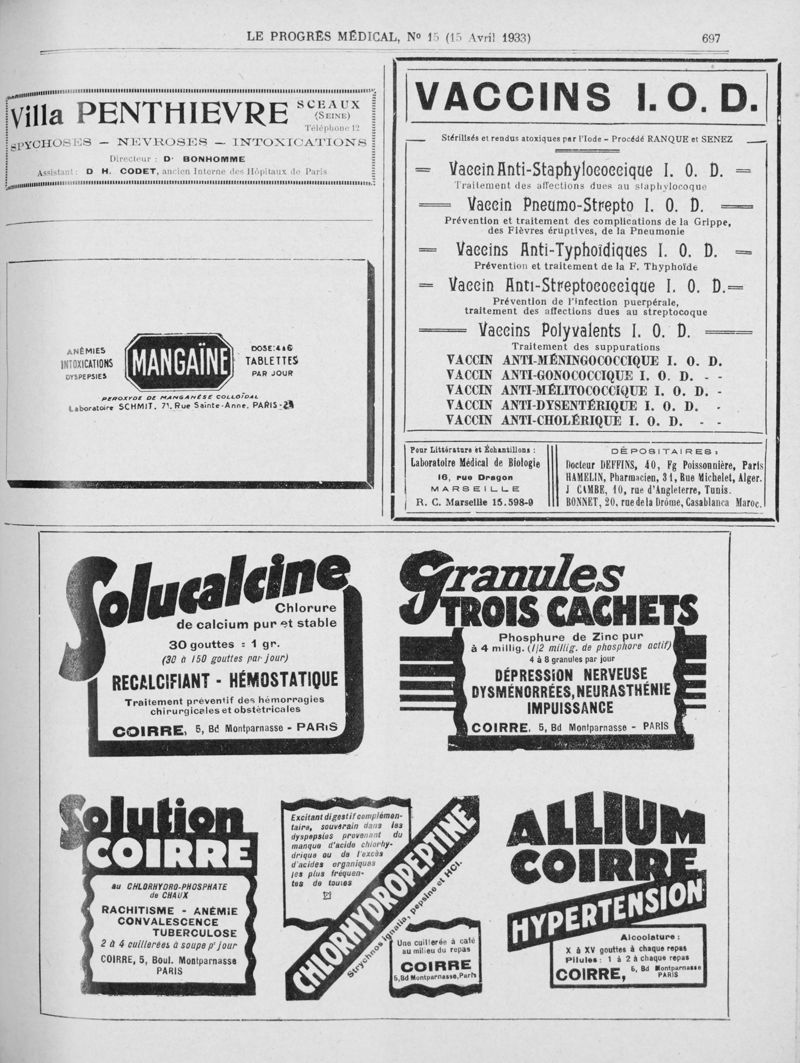 LE PROGRÈS MÉDICAL, No 15 (15 Avril 1933) 697
Villa PENTHIEVRE SCEAUX
(SEINE)
Téléphone 12
SPYCHOSES — NEVROSES — INTOXICATIONS
Directeur : Dr BONHOMME
Assistant : D H. CODET, ancien Interne des Hôpitaux de Paris
ANÉMIES
INTOXICATIONS
DYSPEPSIES
MANGAÏNE
DOSE: 4 à 6
TABLETTES
PAR JOUR
PEROXYDE DE MANGANÈSE COLLOÏDAL
Laboratoire SCHMIT, 71, Rue Sainte-Anne, PARIS-2e
VACCINS I. O. D.
Stérilisés et rendus atoxiques par l'Iode – Procédé RANQUE et SENEZ
= Vaccin Anti-Staphylococcique I. O. D. =
Traitement des affections dues au staphylocoque
= Vaccin Pneumo-Strepto I. O. D. =
Prévention et traitement des complications de la Grippe,
des Fièvres éruptives, de la Pneumonie
= Vaccins Anti-Typhoïdiques I. O. D. =
Prévention et traitement de la F. Thyphoïde
= Vaccin Anti-Streptococcique I. O. D. =
Prévention de l'infection puerpérale,
traitement des affections dues au streptocoque
= Vaccins Polyvalents I. O. D. =
Traitement des suppurations
VACCIN ANTI-MÉNINGOCOCCIQUE I. O. D.
VACCIN ANTI-GONOCOCCIQUE I. O. D. - -
VACCIN ANTI-MÉLITOCOCCIQUE I. O. D. -
VACCIN ANTI-DYSENTÉRIQUE I. O. D. -
VACCIN ANTI-CHOLÉRIQUE I. O. D. - -
Pour Littérature et Échantillons :
Laboratoire Médical de Biologie
16, rue Dragon
MARSEILLE
R. C. Marseille 15.598-9
DÉPOSITAIRES :
Docteur DEFFINS, 40, Fg Poissonnière, Paris
HAMELIN, Pharmacien, 31, Rue Michelet, Alger.
J CAMBE, 10, rue d'Angleterre, Tunis.
BONNET, 20, rue de la Drôme, Casablanca Maroc.
Solucalcine
Chlorure
de calcium pur et stable
30 gouttes = 1 gr.
(30 à 150 gouttes par jour)
RECALCIFIANT - HÉMOSTATIQUE
Traitement préventif des hémorragies
chirurgicales et obstétricales
COIRRE, 5, Bd Montparnasse - PARIS
Granules
TROIS CACHETS
Phosphure de Zinc pur
à 4 millig. (1/2 millig. de phosphore actif)
4 à 8 granules par jour
DÉPRESSION NERVEUSE
DYSMÉNORRÉES, NEURASTHÉNIE
IMPUISSANCE
COIRRE, 5, Bd Montparnasse - PARIS
Solution
COIRRE
au CHLORHYDRO-PHOSPHATE
de CHAUX
RACHITISME - ANÉMIE
CONVALESCENCE
TUBERCULOSE
2 à 4 cuillerées à soupe pr jour
COIRRE, 5, Boul. Montparnasse
PARIS
Excitant digestif complémen-
taire, souverain dans les
dyspepsies provenant du
manque d'acide chlorhy-
drique ou de l'excès
d'acides organiques
les plus fréquen-
tes de toutes
CHLORHYDROPEPTINE
Strychnos Ignatia, pepsine et HCl.
Une cuillerée à café
au milieu du repas
COIRRE
5, Bd Montparnasse, Paris
ALLIUM
COIRRE
HYPERTENSION
Alcoolature :
X à XV gouttes à chaque repas
Pilules : 1 à 2 à chaque repas
COIRRE, 5, Bd Montparnasse
PARIS